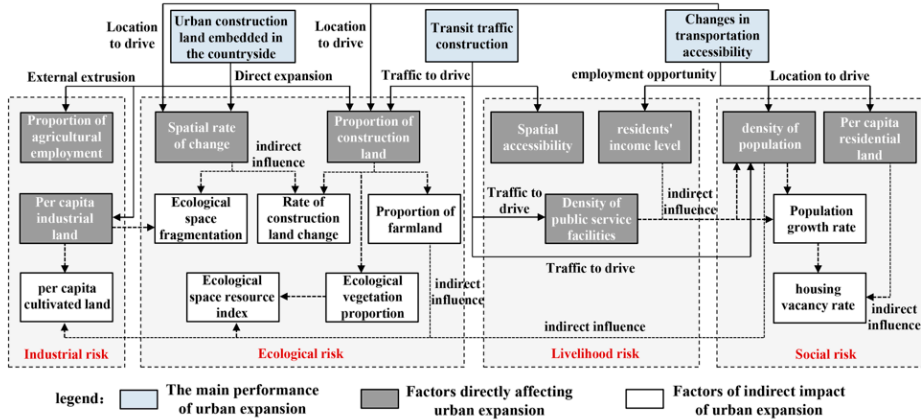 Location
to drive
Urban construction
land embedded in
the countryside
Location
to drive
Transit traffic
construction
Changes in
transportation
accessibility
External extrusion
Direct expansion
Traffic to drive
employment opportunity
Location to drive
Proportion of
agricultural
employment
Spatial rate
of change
Proportion of
construction
land
Spatial
accessibility
residents'
income level
density of
population
Per capita
residential
land
indirect
influence
Per capita
industrial
land
Ecological
space
fragmentation
Rate of
construction
land change
Proportion of
farmland
Traffic to
drive
Density of
public service
facilities
indirect
influence
Population
growth rate
Traffic to drive
per capita
cultivated land
Ecological
space resource
index
Ecological
vegetation
proportion
indirect
influence
housing
vacancy rate
indirect
influence
indirect influence
Industrial risk
Ecological risk
Livelihood risk
Social risk
legend:
The main performance
of urban expansion
Factors directly affecting
urban expansion
Factors of indirect impact
of urban expansion